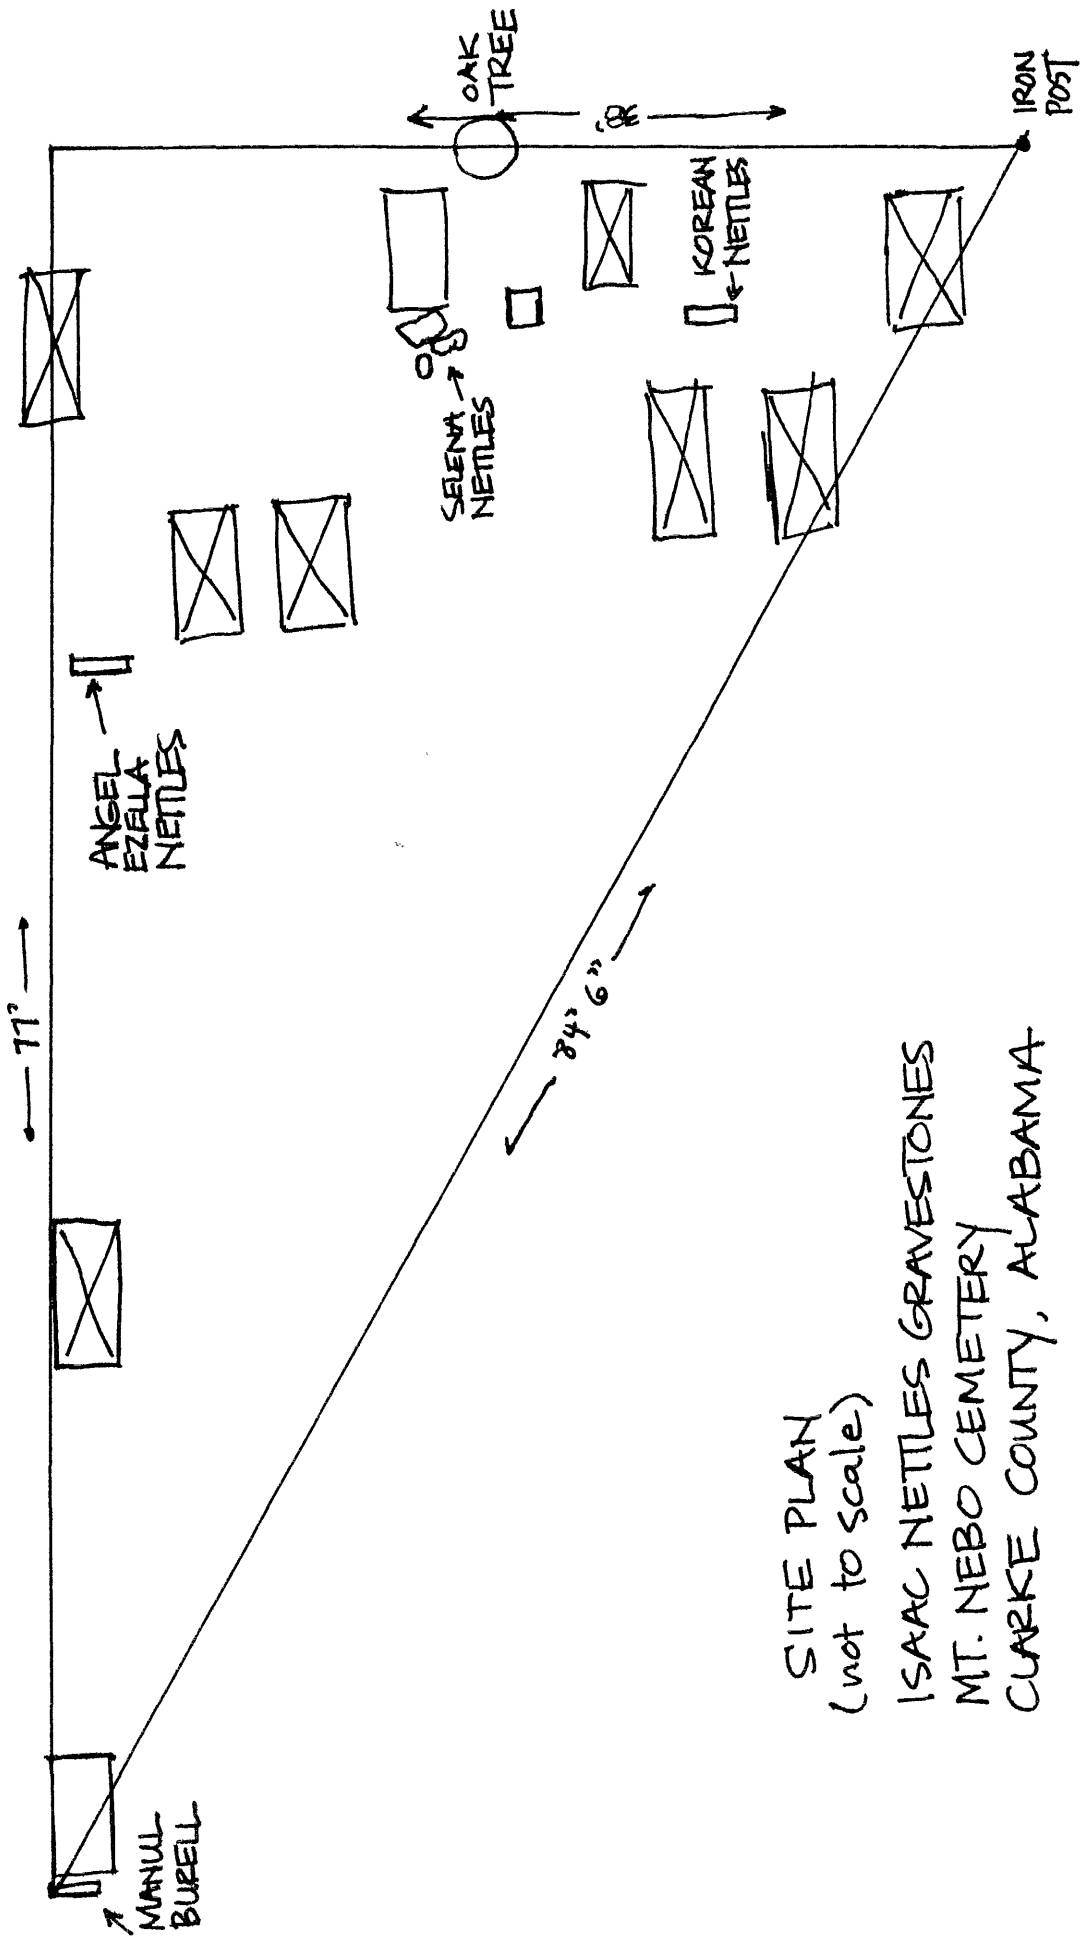 OAK
TREE
38'
IRON
POST
KOREAN
NETTLES
SELENA
NETTLES
ANGEL
EZELLA
NETTLES
77'
84' 6"
MANUL
BURELL
SITE PLAN
(not to scale)
ISAAC NETTLES GRAVESTONES
MT. NEBO CEMETERY
CLARKE COUNTY, ALABAMA